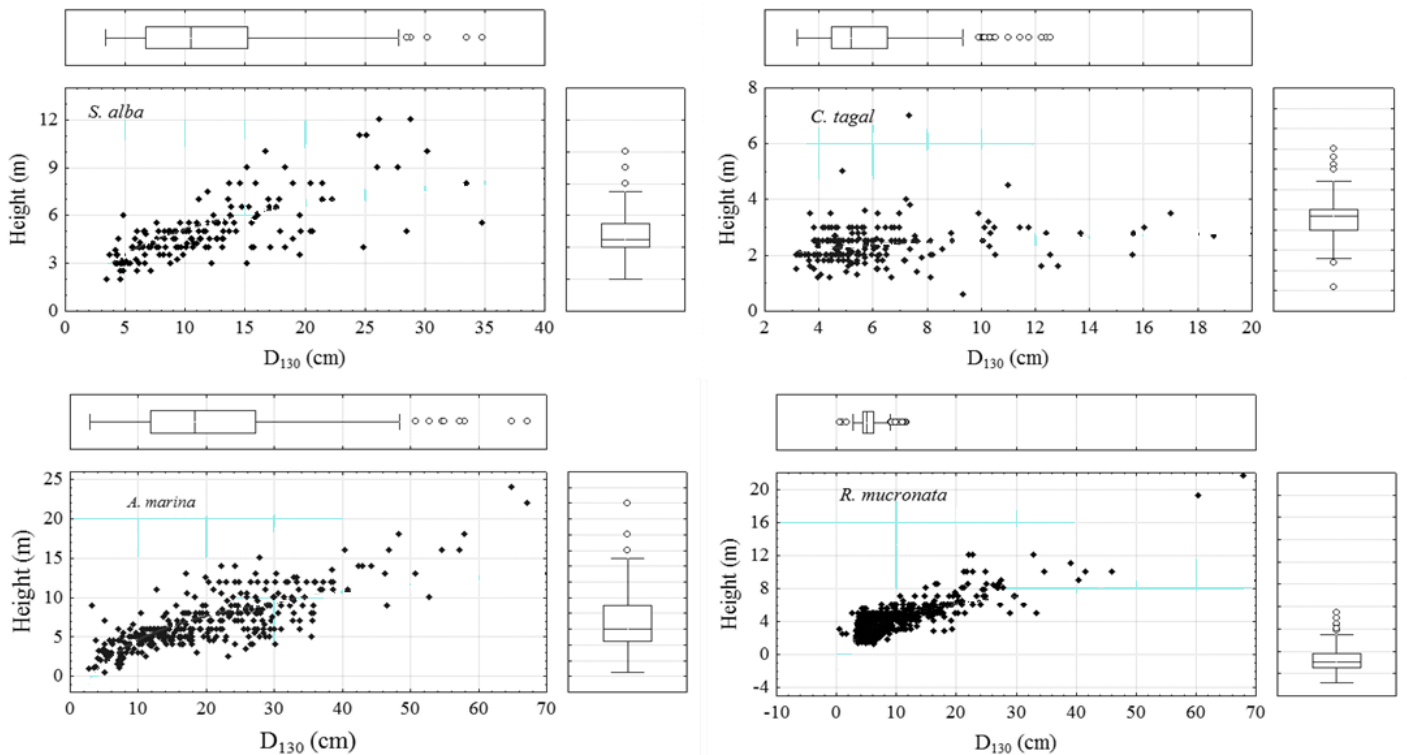 S. alba
Height (m)
12
9
6
3
0
0 5 10 15 20 25 30 35 40
D130 (cm)
C. tagal
Height (m)
8
6
4
2
0
2 4 6 8 10 12 14 16 18 20
D130 (cm)
A. marina
Height (m)
25
20
15
10
5
0
0 10 20 30 40 50 60 70
D130 (cm)
R. mucronata
Height (m)
20
16
12
8
4
0
-4
-10 0 10 20 30 40 50 60 70
D130 (cm)